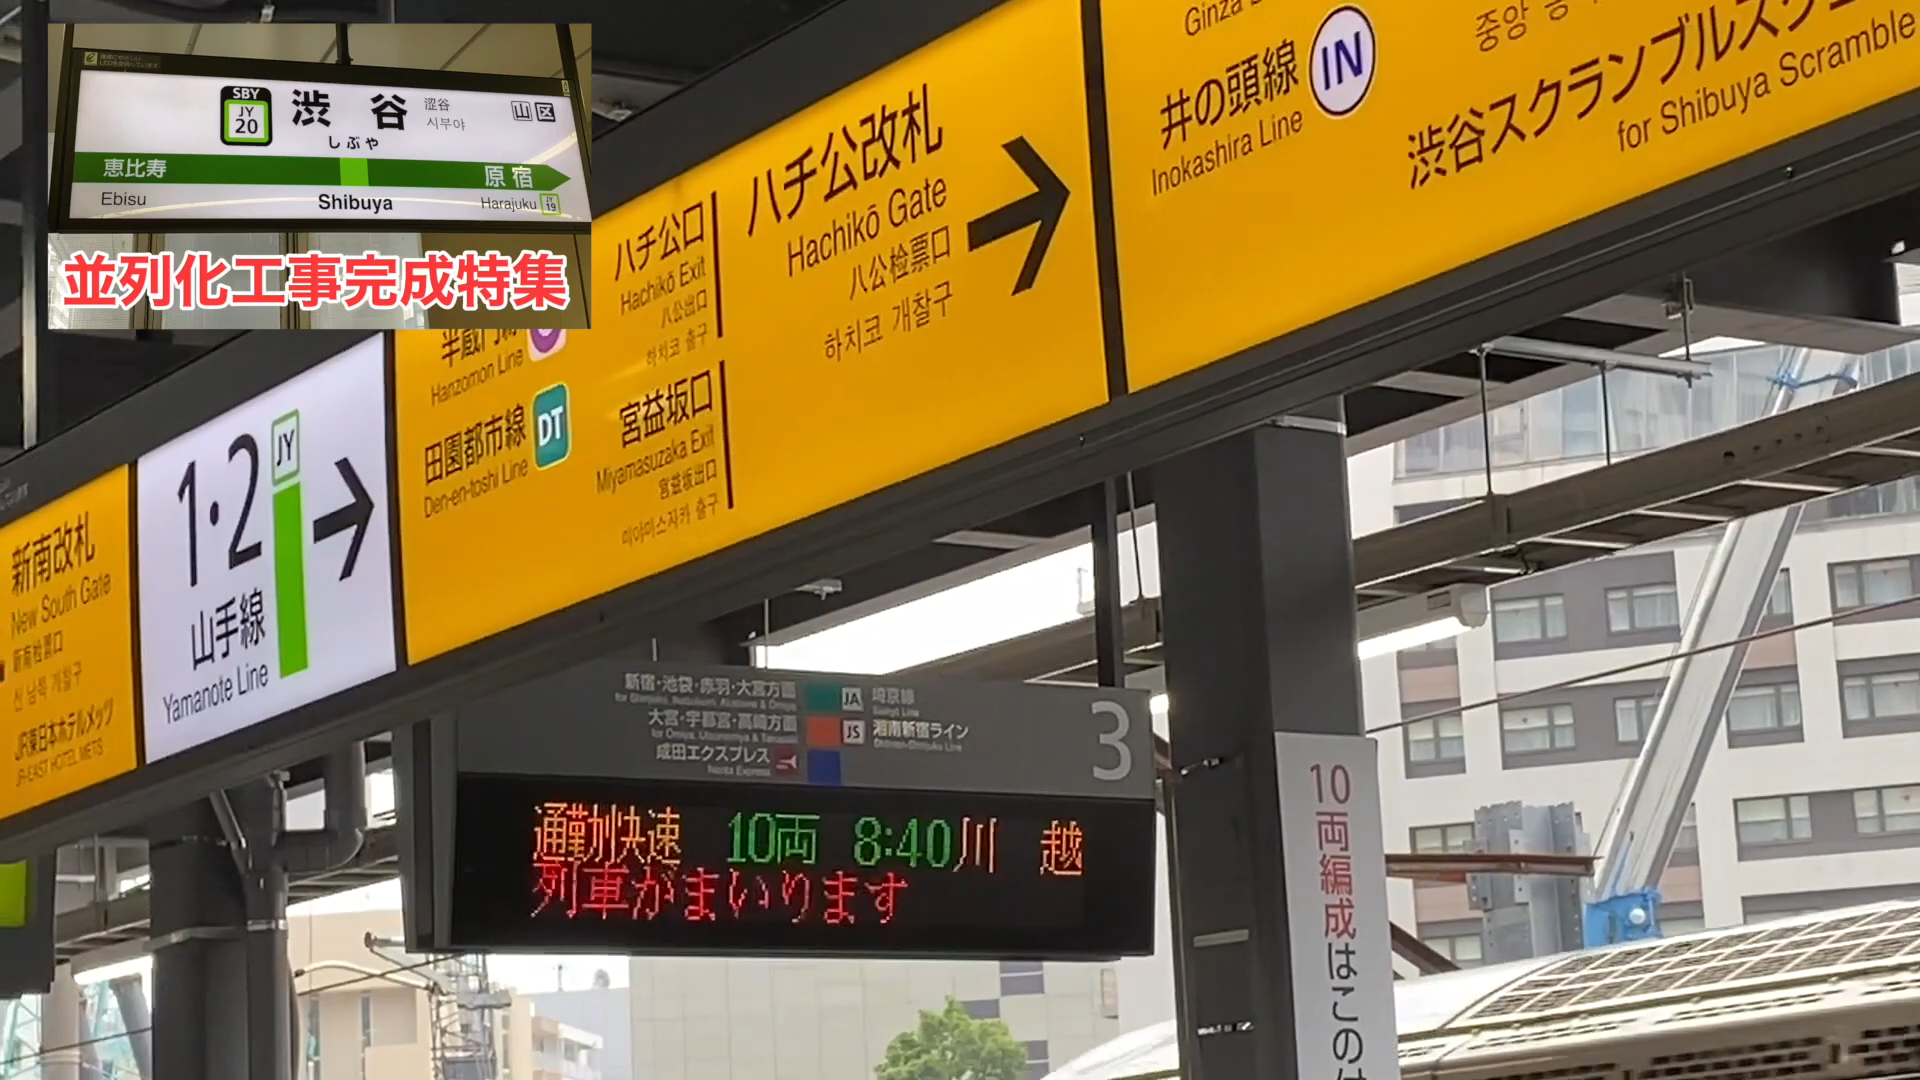 SBY
JY
20
渋谷
しぶや
涩谷
시부야
山区
恵比寿
原宿
Ebisu
Shibuya
Harajuku
JY
19
並列化工事完成特集
新南改札
New South Gate
新南检票口
신 남쪽 개찰구
JR東日本ホテルメッツ
JR-EAST HOTEL METS
1・2
JY
山手線
Yamanote Line
Hanzomon Line
田園都市線
DT
Den-en-toshi Line
ハチ公口
Hachikō Exit
八公出口
하치코 출구
宮益坂口
Miyamasuzaka Exit
宮益坂出口
미야마스자카 출구
ハチ公改札
Hachikō Gate
八公检票口
하치코 개찰구
Ginza
井の頭線
IN
Inokashira Line
중앙
渋谷スクランブルスク
for Shibuya Scramble
新宿・池袋・赤羽・大宮方面
JA
埼京線
Saikyō Line
大宮・宇都宮・高崎方面
for Omiya, Utsunomiya & Takasaki
JS
湘南新宿ライン
Shōnan-Shinjuku Line
成田エクスプレス
Narita Express
3
通勤快速 10両 8:40 川越
列車がまいります
10両編成はこの